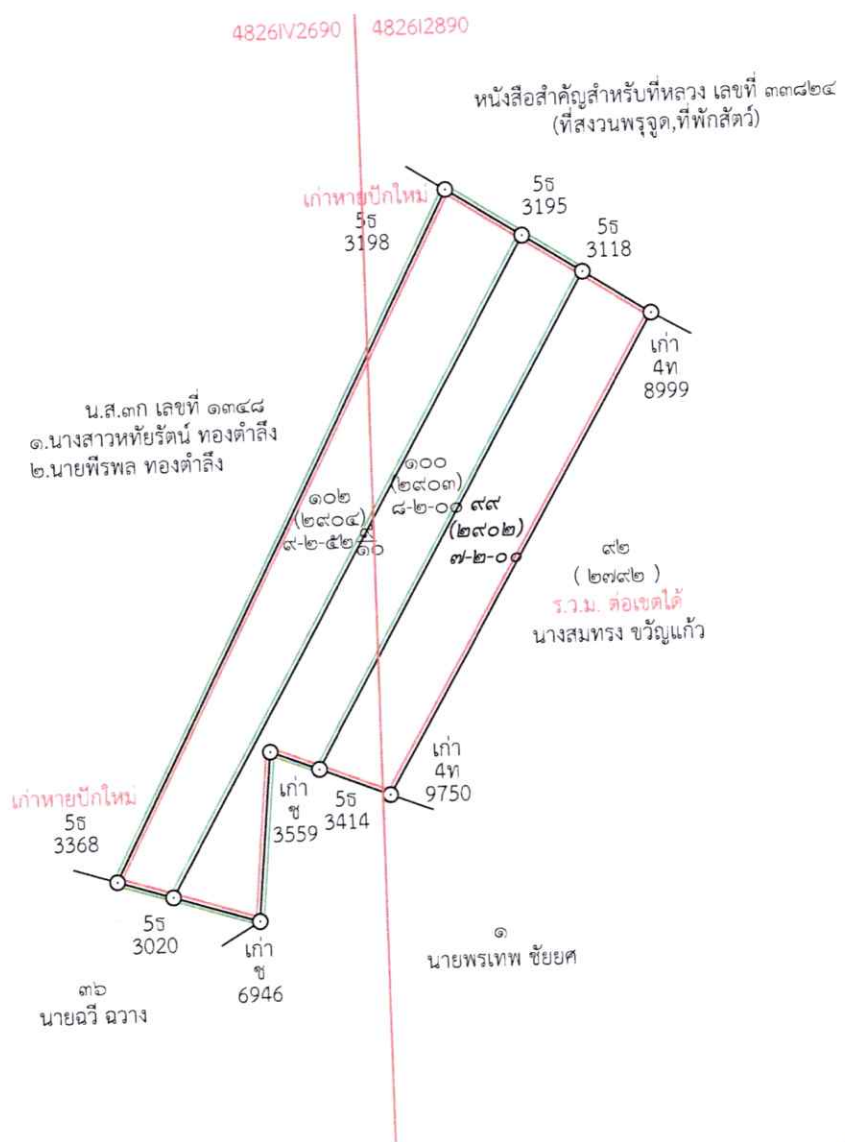 4826IV2690
4826I2890
หนังสือสำคัญสำหรับที่หลวง เลขที่ ๓๓๘๒๔
(ที่สงวนพรุจูด,ที่พักสัตว์)
เก่าหายปักใหม่
5ธ
3198
5ธ
3195
5ธ
3118
เก่า
4ท
8999
น.ส.๓ก เลขที่ ๑๓๔๘
๑.นางสาวหทัยรัตน์ ทองตำลึง
๒.นายพีรพล ทองตำลึง
๑๐๒
(๒๙๐๔)
๙-๒-๕๒ ๙/๑๐
๑๐๐
(๒๙๐๓)
๘-๒-๐๐
๙๙
(๒๙๐๒)
๗-๒-๐๐
๙๒
( ๒๗๙๒ )
ร.ว.ม. ต่อเขตได้
นางสมทรง ขวัญแก้ว
เก่าหายปักใหม่
5ธ
3368
เก่า
ช
3559
5ธ
3414
เก่า
4ท
9750
5ธ
3020
เก่า
ช
6946
๓๖
นายฉวี ฉวาง
๑
นายพรเทพ ชัยยศ